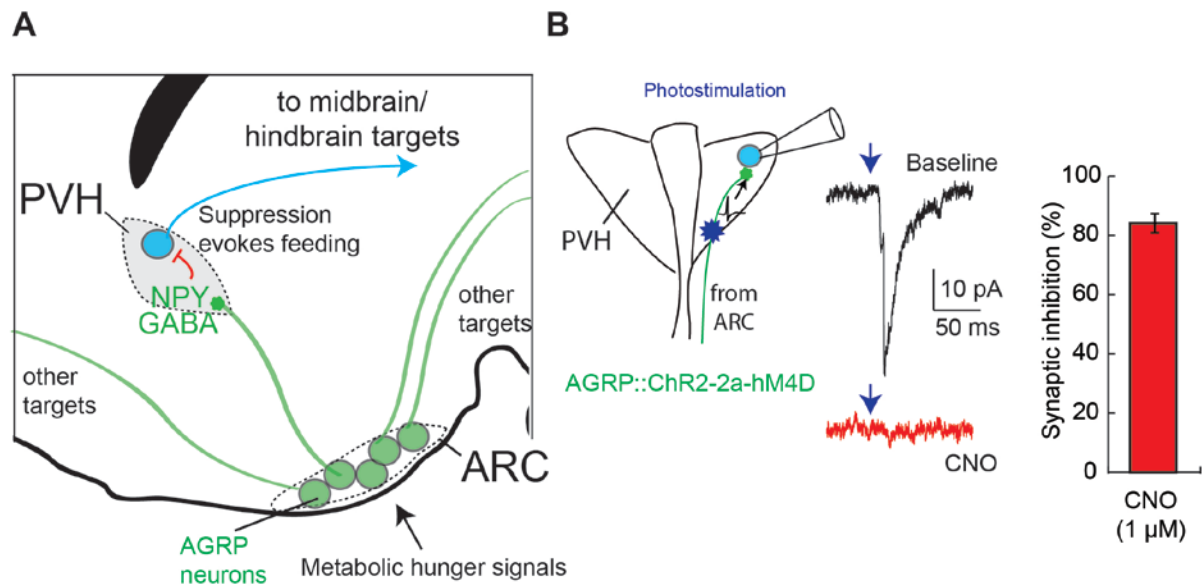 A
to midbrain/
hindbrain targets
PVH
Suppression
evokes feeding
NPY
GABA
other
targets
other
targets
ARC
AGRP
neurons
Metabolic hunger signals
B
Photostimulation
PVH
from
ARC
AGRP::ChR2-2a-hM4D
Baseline
10 pA
50 ms
CNO
Synaptic inhibition (%)
100
80
60
40
20
0
CNO
(1 µM)